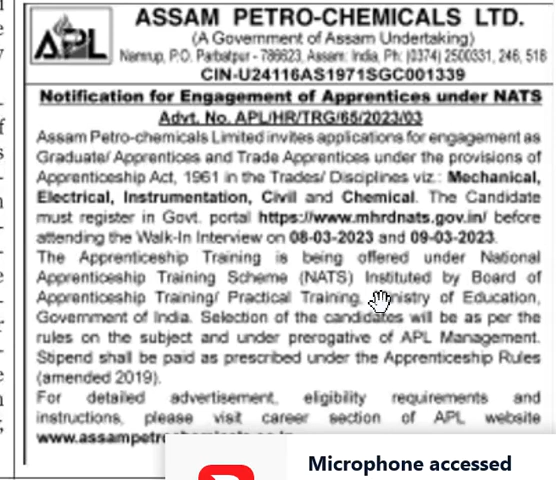 APL
ASSAM PETRO-CHEMICALS LTD.
(A Government of Assam Undertaking)
Namrup, P.O. Parbatpur - 786623, Assam: India, Ph: (0374) 2500331, 246, 518
CIN-U24116AS1971SGC001339
Notification for Engagement of Apprentices under NATS
Advt. No. APL/HR/TRG/65/2023/03
Assam Petro-chemicals Limited invites applications for engagement as
Graduate/ Apprentices and Trade Apprentices under the provisions of
Apprenticeship Act, 1961 in the Trades/ Disciplines viz.: Mechanical,
Electrical, Instrumentation, Civil and Chemical. The Candidate
must register in Govt. portal https://www.mhrdnats.gov.in/ before
attending the Walk-In Interview on 08-03-2023 and 09-03-2023.
The Apprenticeship Training is being offered under National
Apprenticeship Training Scheme (NATS) Instituted by Board of
Apprenticeship Training/ Practical Training, nistry of Education,
Government of India. Selection of the candidates will be as per the
rules on the subject and under prerogative of APL Management.
Stipend shall be paid as prescribed under the Apprenticeship Rules
(amended 2019).
For detailed advertisement, eligibility requirements and
instructions, please visit career section of APL website
Microphone accessed